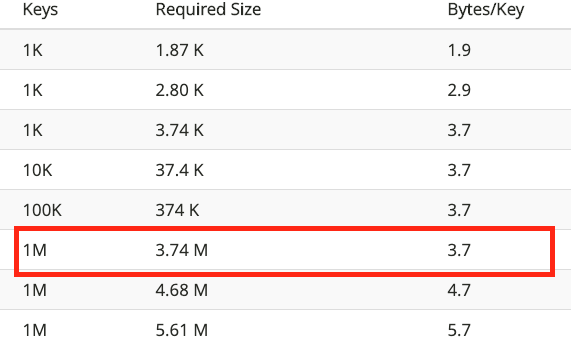 Keys Required Size Bytes/Key
1K 1.87 K 1.9
1K 2.80 K 2.9
1K 3.74 K 3.7
10K 37.4 K 3.7
100K 374 K 3.7
1M 3.74 M 3.7
1M 4.68 M 4.7
1M 5.61 M 5.7